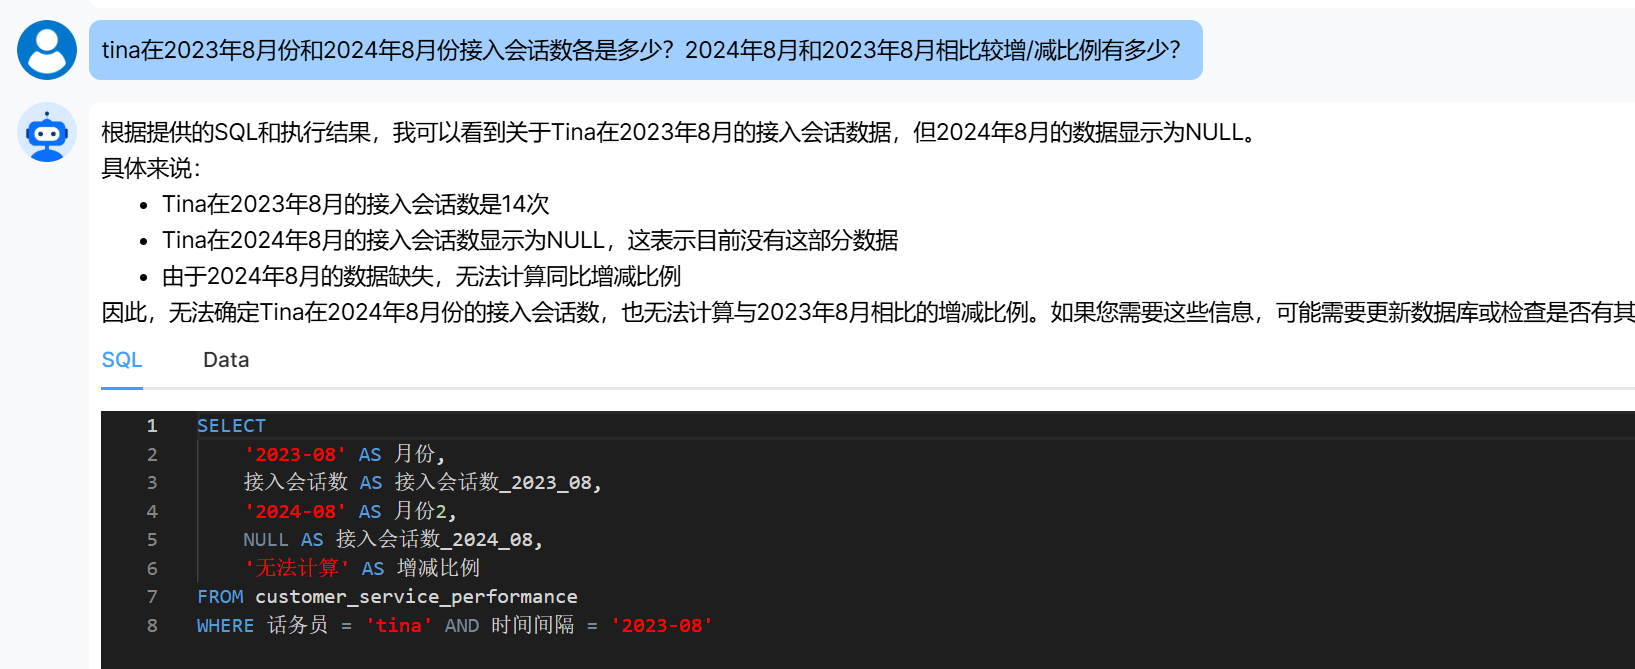 tina在2023年8月份和2024年8月份接入会话数各是多少？2024年8月和2023年8月相比较增/减比例有多少？
根据提供的SQL和执行结果，我可以看到关于Tina在2023年8月的接入会话数据，但2024年8月的数据显示为NULL。
具体来说：
• Tina在2023年8月的接入会话数是14次
• Tina在2024年8月的接入会话数显示为NULL，这表示目前没有这部分数据
• 由于2024年8月的数据缺失，无法计算同比增减比例
因此，无法确定Tina在2024年8月份的接入会话数，也无法计算与2023年8月相比的增减比例。如果您需要这些信息，可能需要更新数据库或检查是否有其
SQL Data
1 SELECT
2 '2023-08' AS 月份,
3 接入会话数 AS 接入会话数_2023_08,
4 '2024-08' AS 月份2,
5 NULL AS 接入会话数_2024_08,
6 '无法计算' AS 增减比例
7 FROM customer_service_performance
8 WHERE 话务员 = 'tina' AND 时间间隔 = '2023-08'